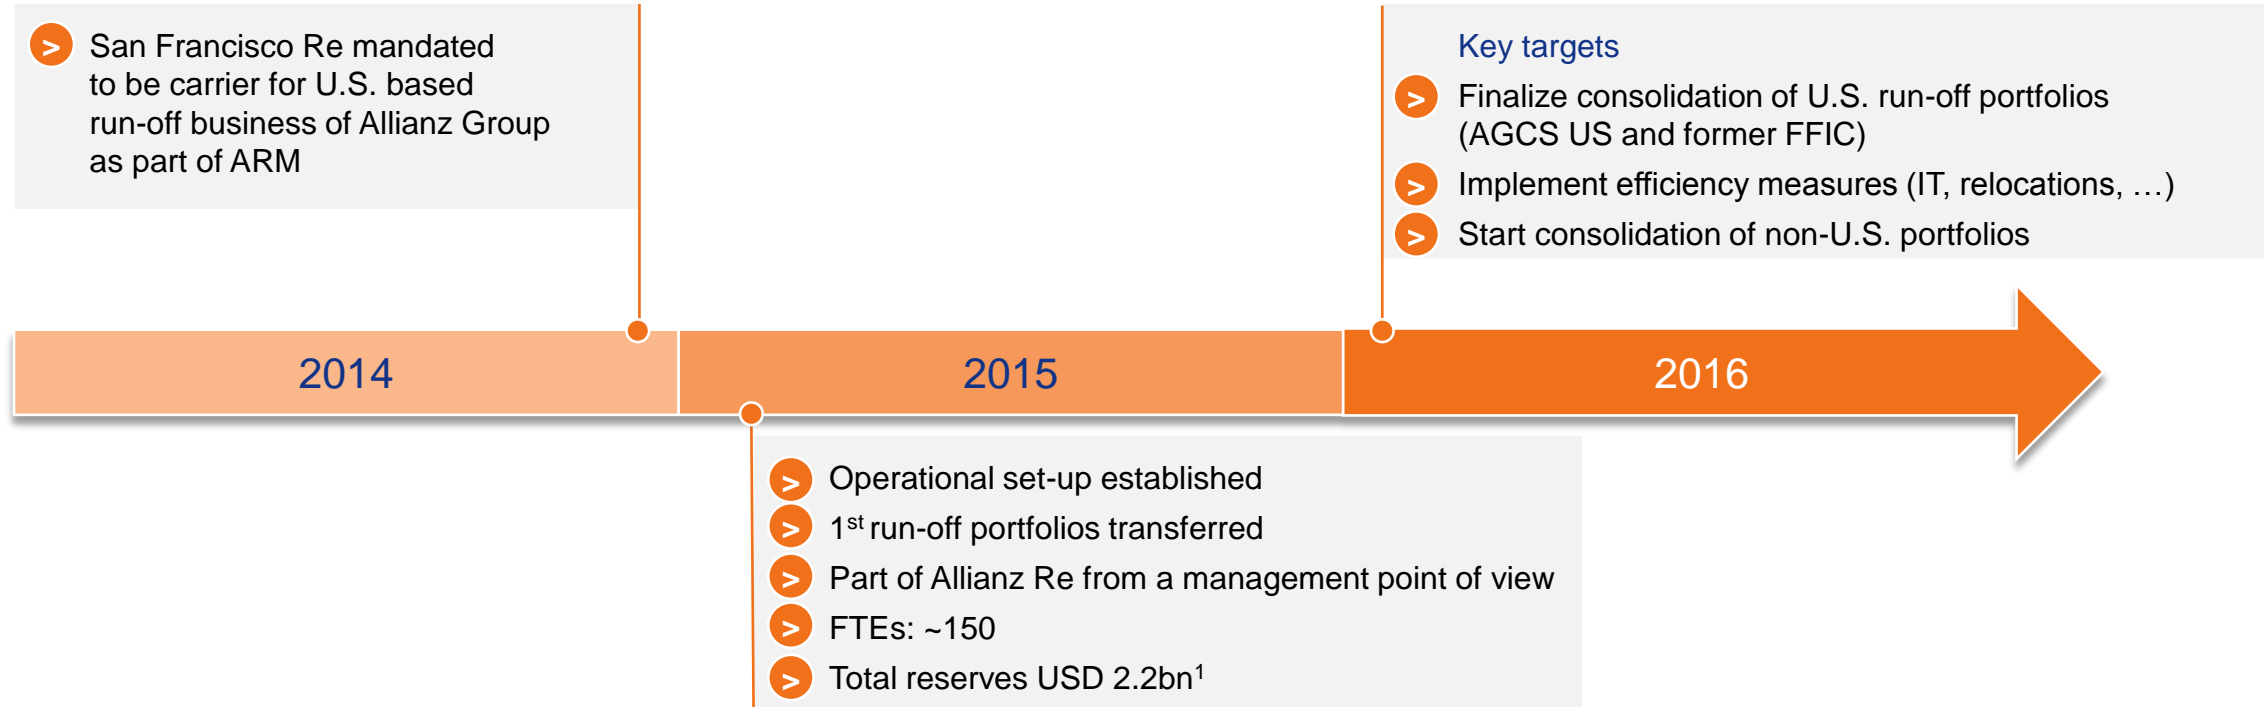 > San Francisco Re mandated
to be carrier for U.S. based
run-off business of Allianz Group
as part of ARM
Key targets
> Finalize consolidation of U.S. run-off portfolios
(AGCS US and former FFIC)
> Implement efficiency measures (IT, relocations, …)
> Start consolidation of non-U.S. portfolios
2014
2015
2016
> Operational set-up established
> 1st run-off portfolios transferred
> Part of Allianz Re from a management point of view
> FTEs: ~150
> Total reserves USD 2.2bn1